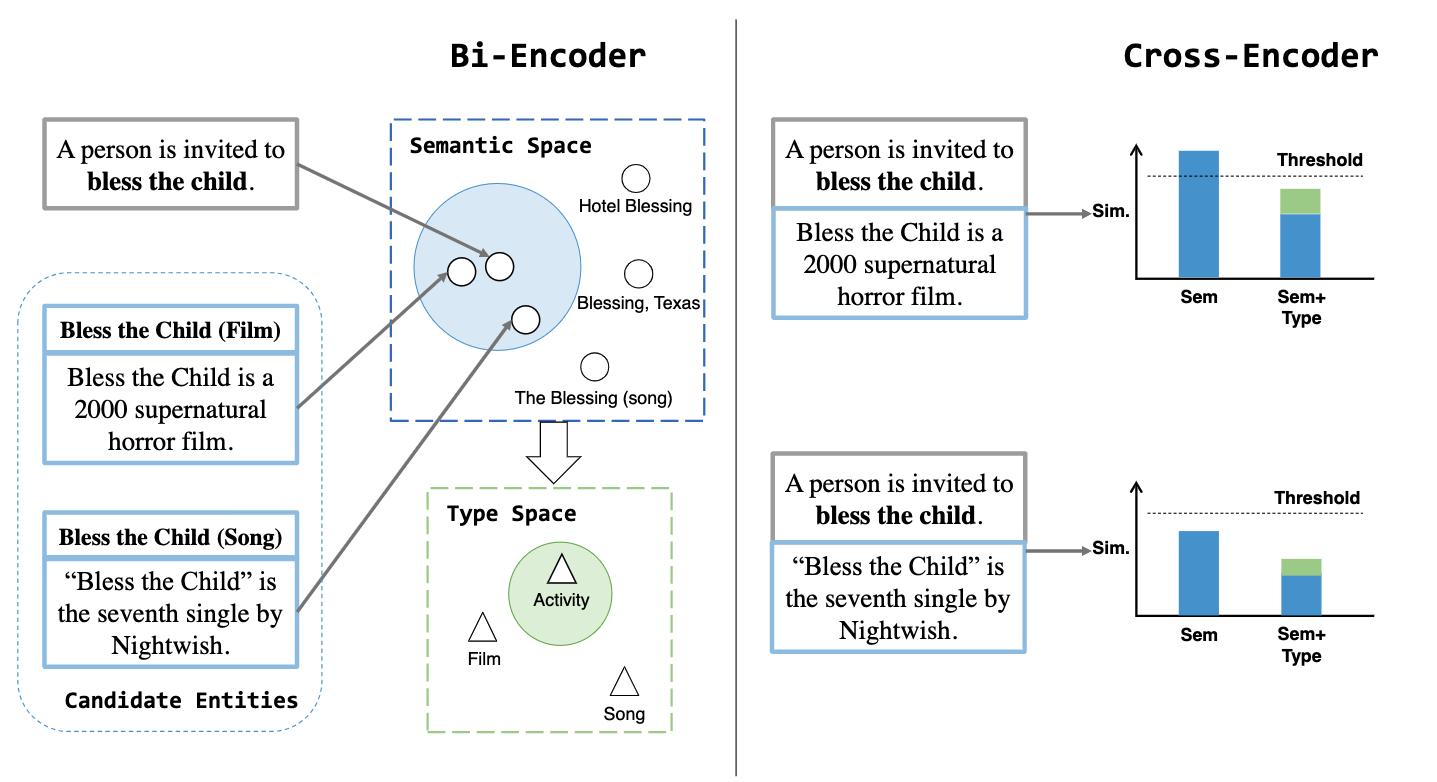 Bi-Encoder
A person is invited to
bless the child.
Bless the Child (Film)
Bless the Child is a
2000 supernatural
horror film.
Bless the Child (Song)
“Bless the Child” is
the seventh single by
Nightwish.
Candidate Entities
Semantic Space
Hotel Blessing
Blessing, Texas
The Blessing (song)
Type Space
Activity
Film
Song
Cross-Encoder
A person is invited to
bless the child.
Bless the Child is a
2000 supernatural
horror film.
Threshold
Sim.
Sem
Sem+
Type
A person is invited to
bless the child.
“Bless the Child” is
the seventh single by
Nightwish.
Threshold
Sim.
Sem
Sem+
Type